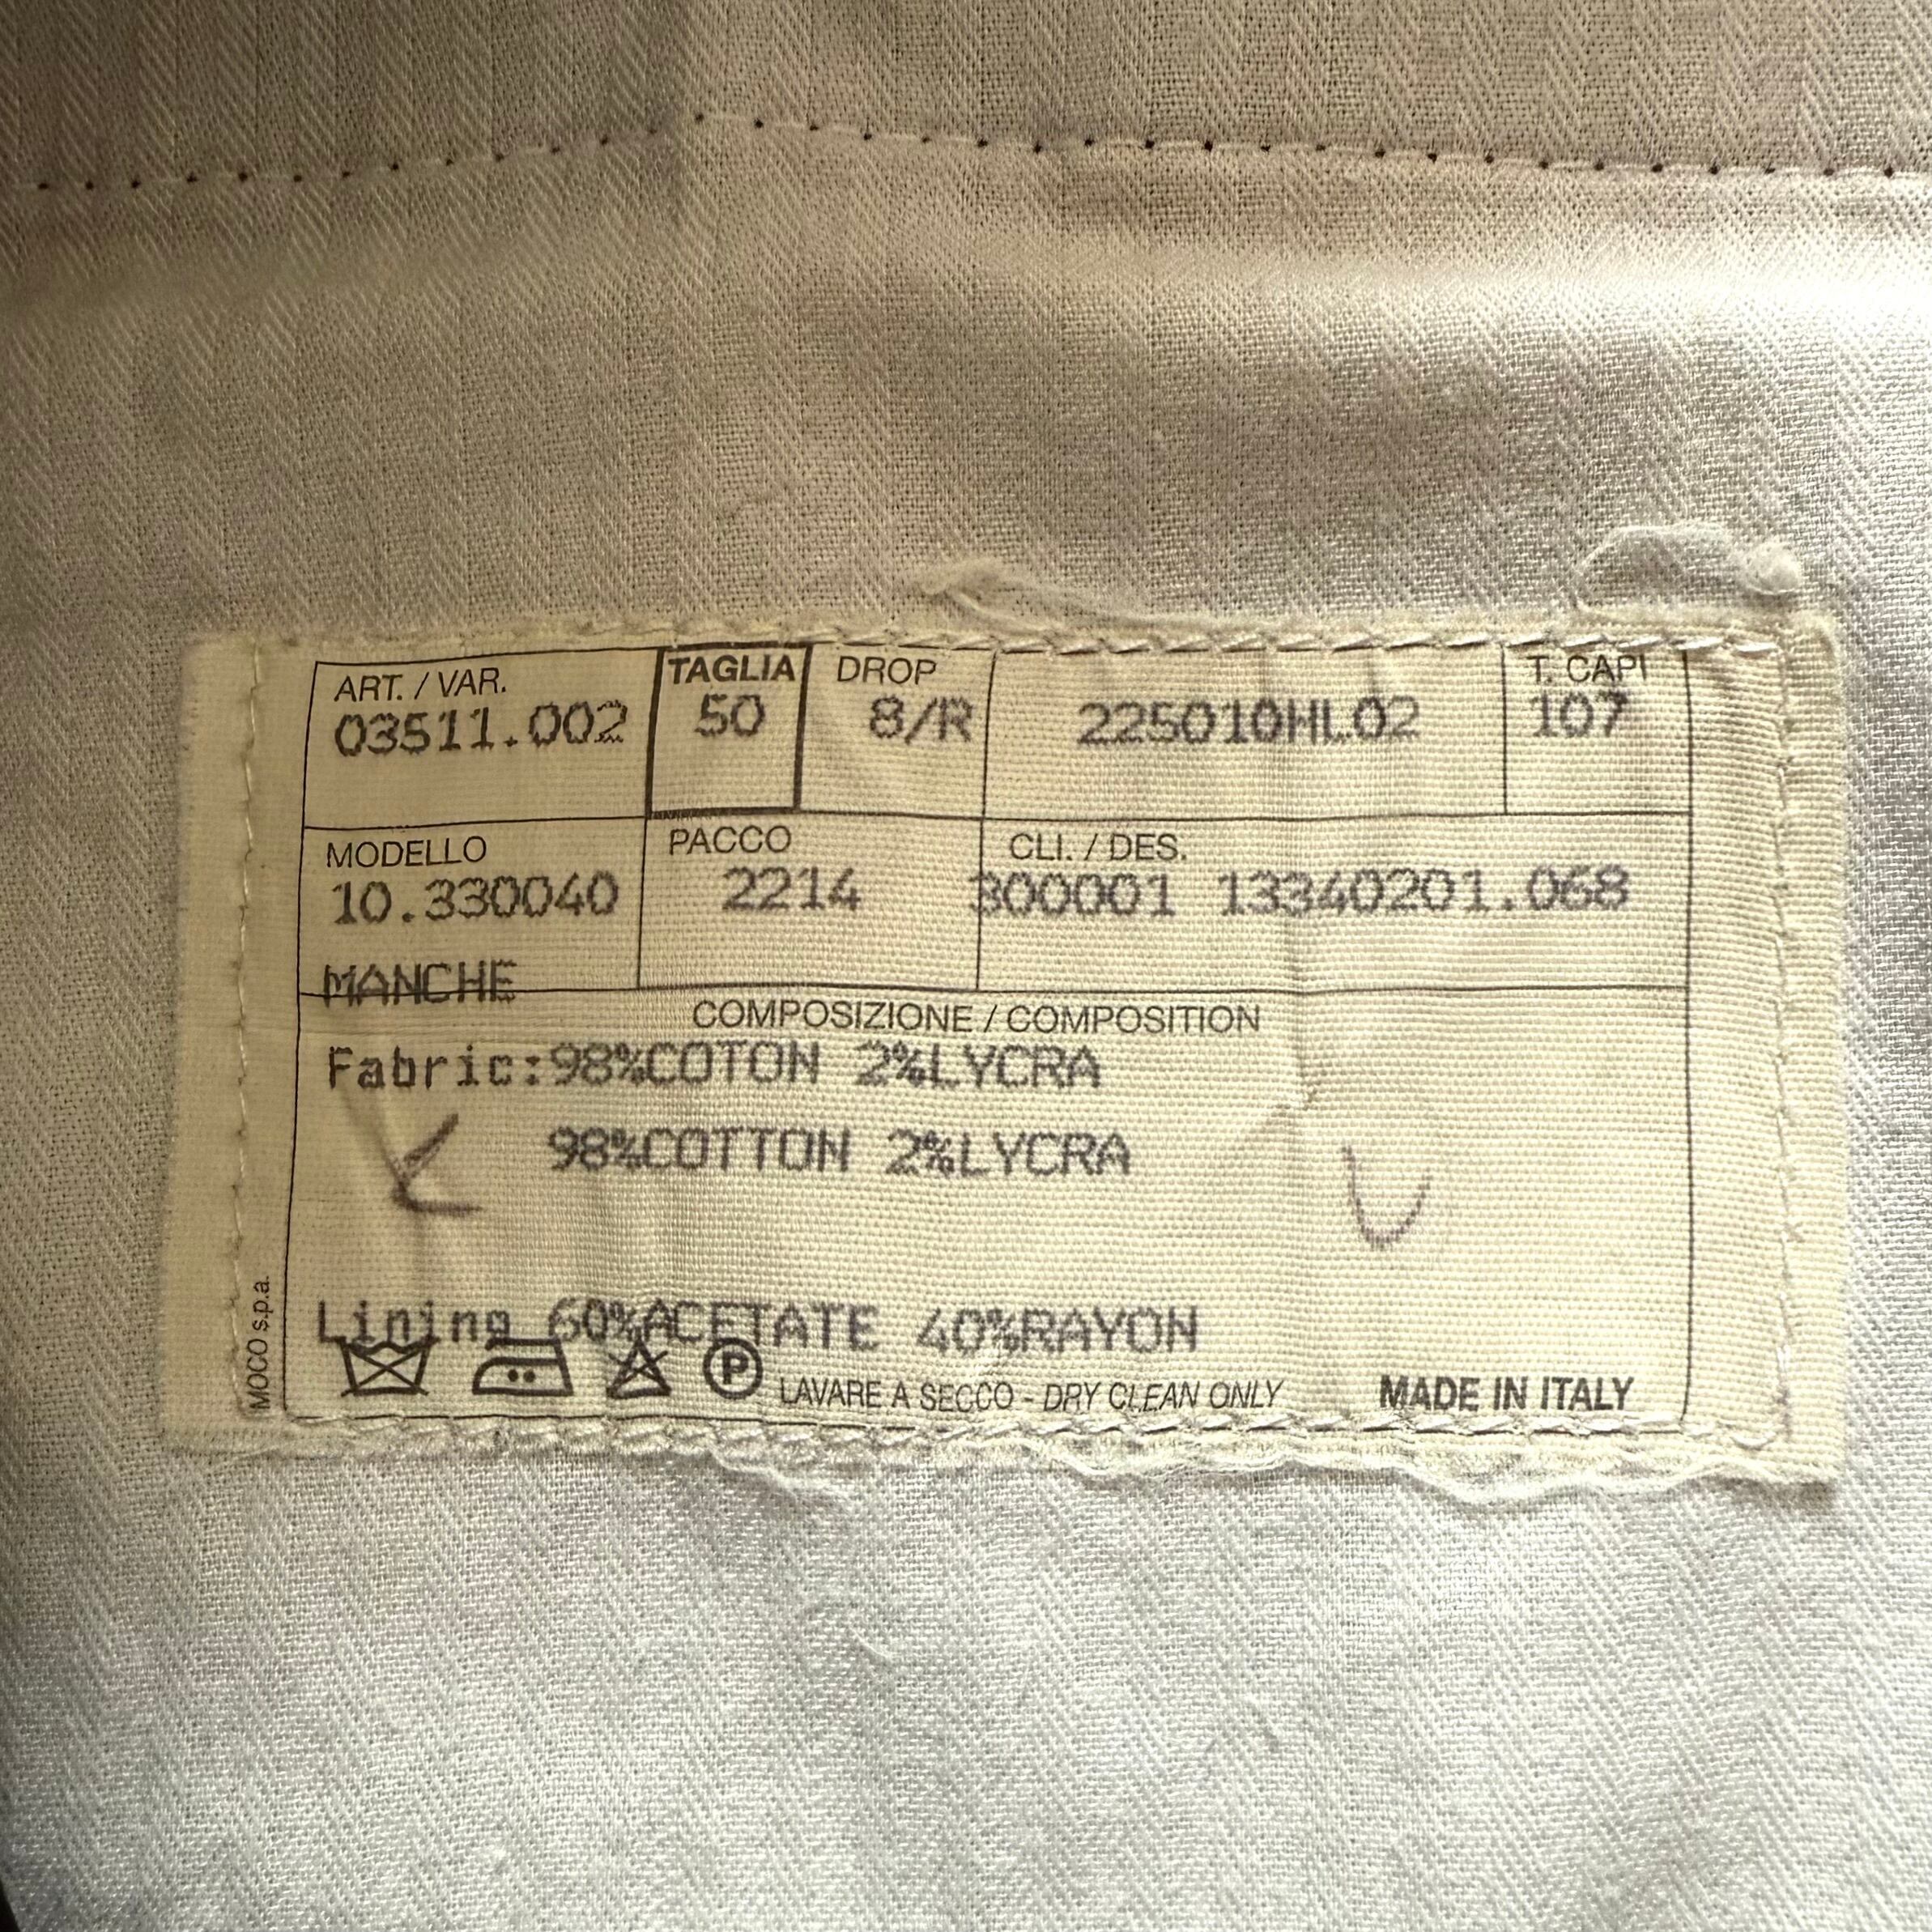 ART. / VAR. TAGLIA DROP T. CAPI
03511.002 50 8/R 225010HL02 107
MODELLO PACCO CLI. / DES.
10.330040 2214 300001 13340201.068
MANCHE
COMPOSIZIONE / COMPOSITION
Fabric:98%COTON 2%LYCRA
98%COTTON 2%LYCRA
Lining 60%ACETATE 40%RAYON
P LAVARE A SECCO - DRY CLEAN ONLY MADE IN ITALY
MOCO s.p.a.